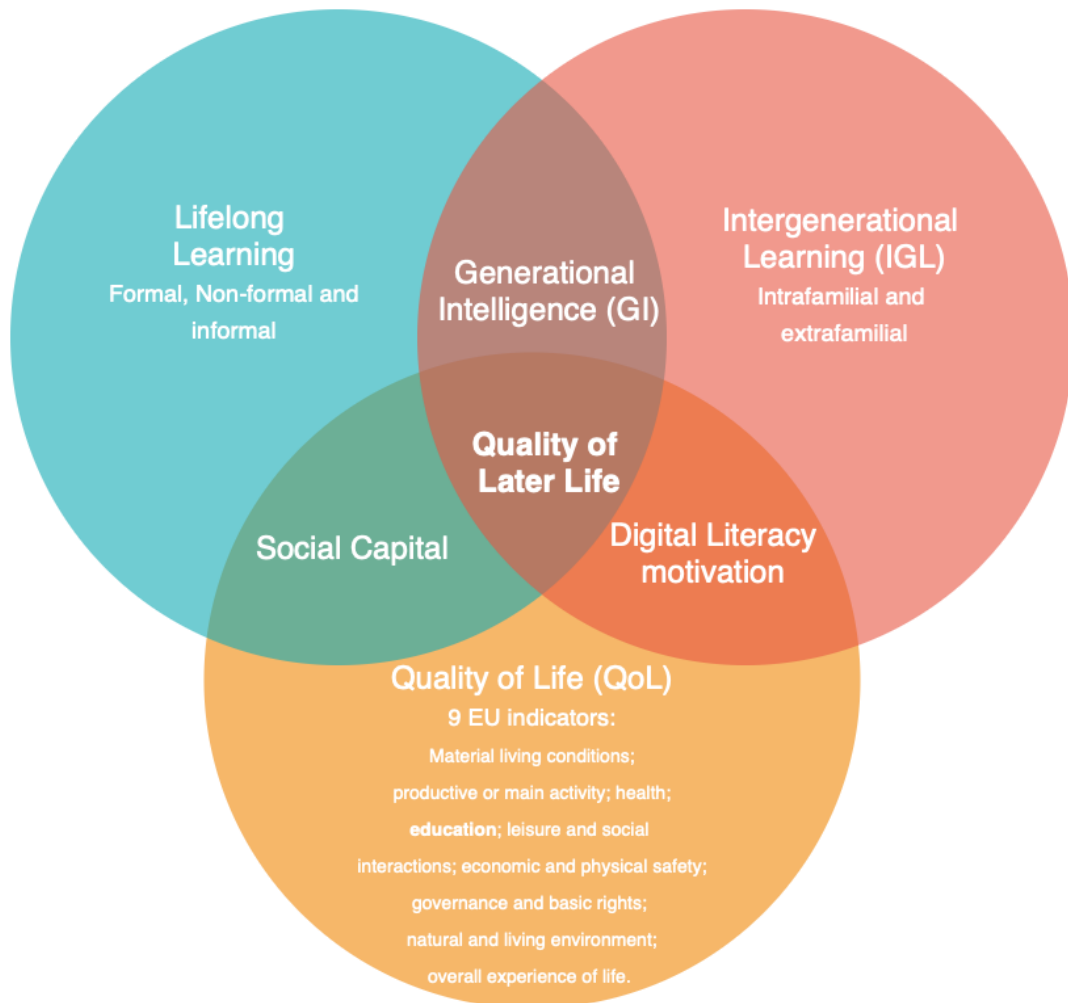 Lifelong
Learning
Formal, Non-formal and
informal
Generational
Intelligence (GI)
Intergenerational
Learning (IGL)
Intrafamilial and
extrafamilial
Quality of
Later Life
Social Capital
Digital Literacy
motivation
Quality of Life (QoL)
9 EU indicators:
Material living conditions;
productive or main activity; health;
education; leisure and social
interactions; economic and physical safety;
governance and basic rights;
natural and living environment;
overall experience of life.